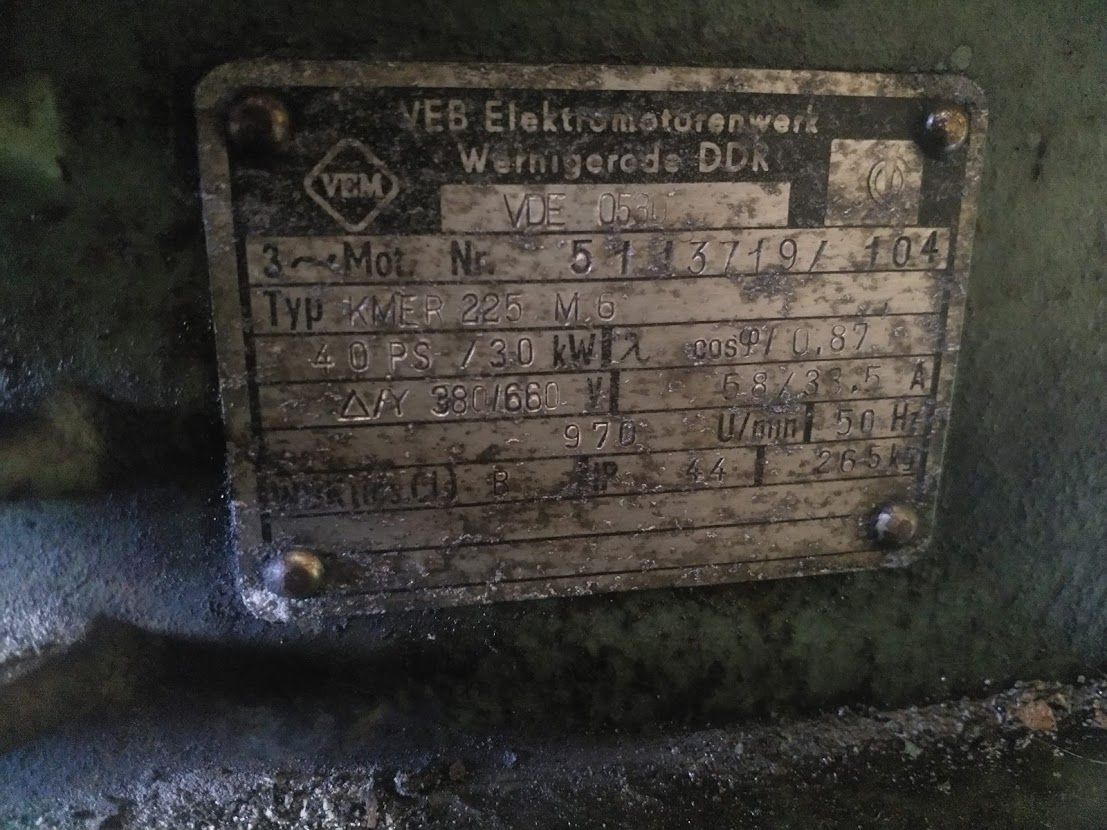 VEB Elektromotorenwerk
Wernigerode DDR
VEM
VDE 0530
3~Mot. Nr. 51 13719/ 104
Typ KMER 225 M 6
40 PS /30 kW λ cosφ/ 0,87
Δ/Y 380/660 V 58/33,5 A
970 U/min 50 Hz
B IP 44 265 kg